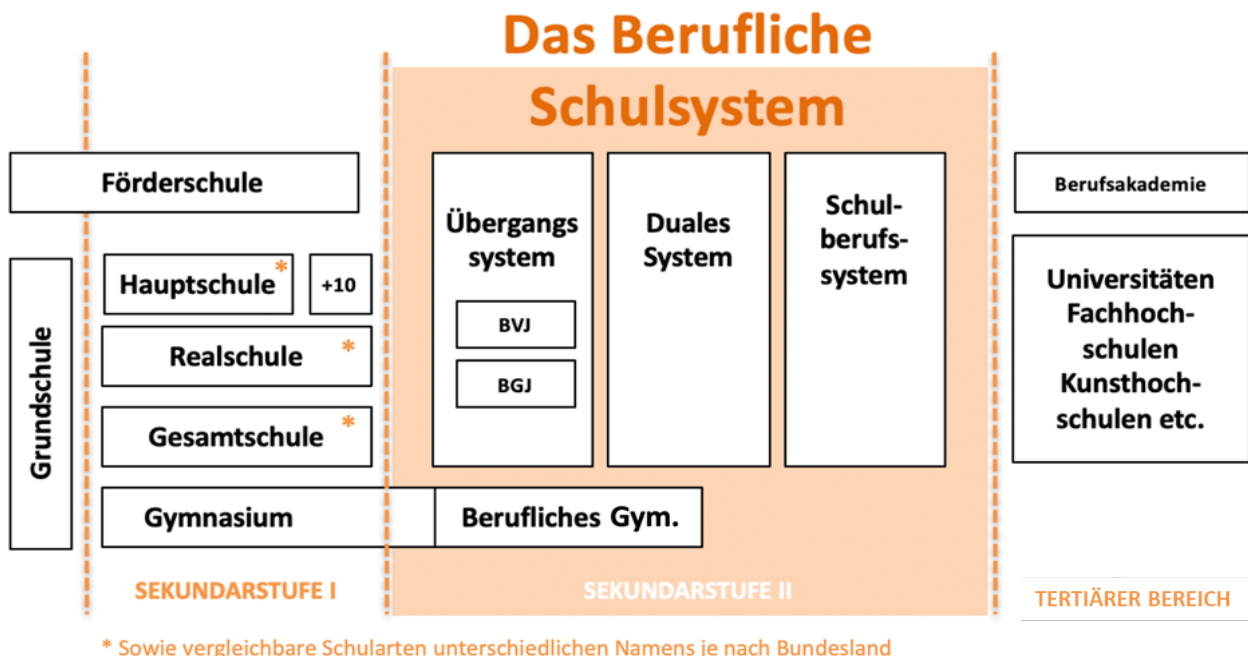 Das Berufliche
Schulsystem
Förderschule
Grundschule
Hauptschule *
+10
Realschule *
Gesamtschule *
Gymnasium
Berufliches Gym.
Übergangs
system
BVJ
BGJ
Duales
System
Schul-
berufs-
system
Berufsakademie
Universitäten
Fachhoch-
schulen
Kunsthoch-
schulen etc.
SEKUNDARSTUFE I
SEKUNDARSTUFE II
TERTIÄRER BEREICH
* Sowie vergleichbare Schularten unterschiedlichen Namens je nach Bundesland